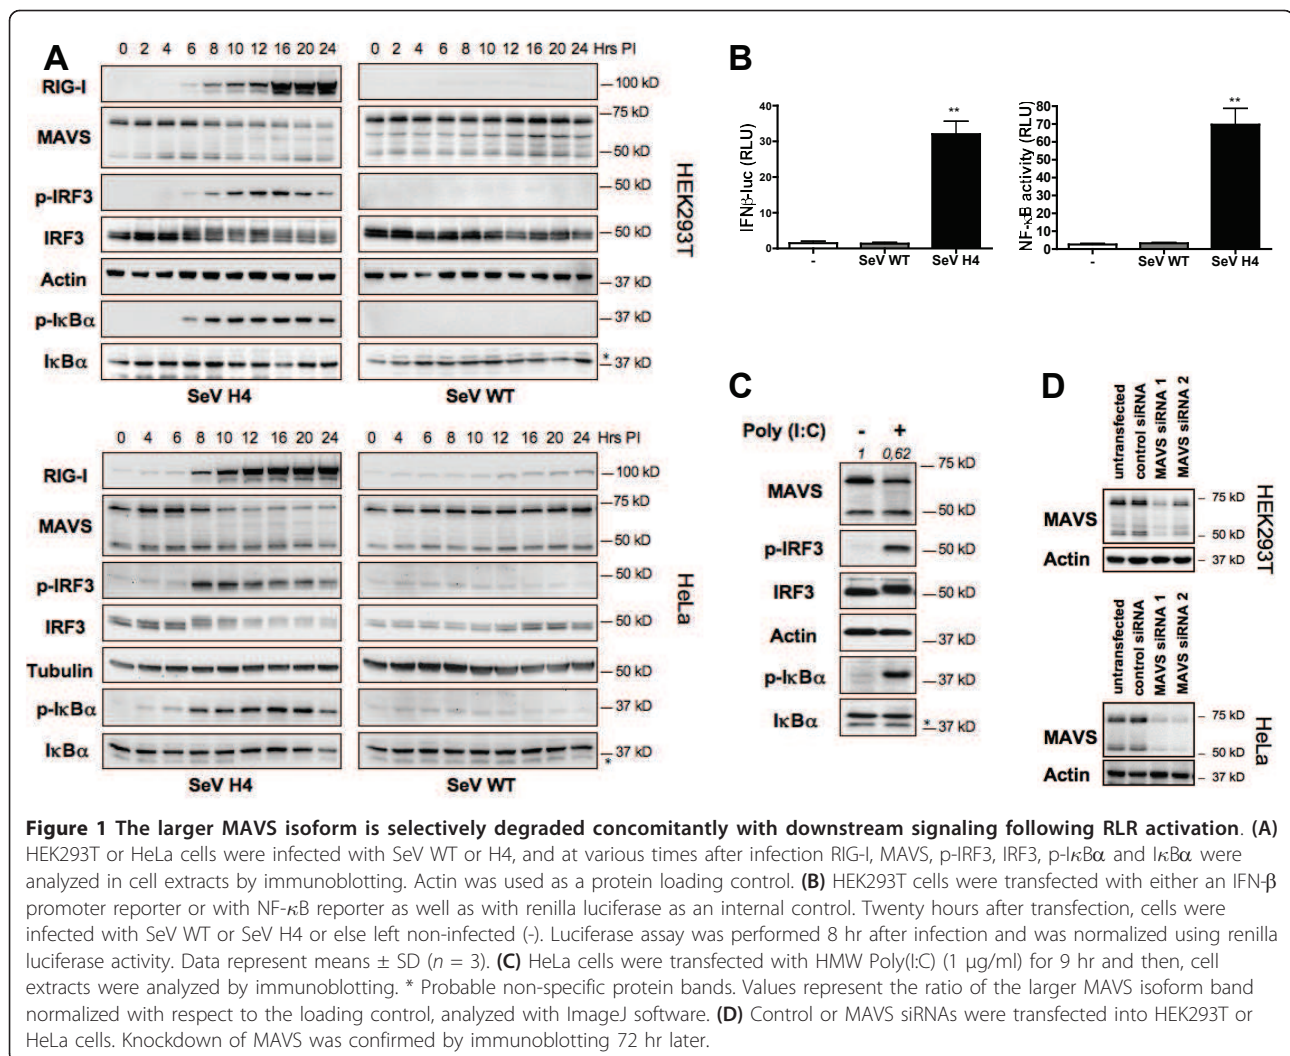 A
0 2 4 6 8 10 12 16 20 24 Hrs PI
0 2 4 6 8 10 12 16 20 24
RIG-I
100 kD
MAVS
75 kD
50 kD
p-IRF3
50 kD
IRF3
50 kD
Actin
37 kD
p-IκBα
37 kD
IκBα
*
37 kD
SeV H4
SeV WT
HEK293T
0 4 6 8 10 12 16 20 24
0 4 6 8 10 12 16 20 24 Hrs PI
RIG-I
100 kD
MAVS
75 kD
50 kD
p-IRF3
50 kD
IRF3
50 kD
Tubulin
50 kD
p-IκBα
37 kD
IκBα
37 kD
*
SeV H4
SeV WT
HeLa
B
IFNβ-luc (RLU)
40
30
20
10
0
**
- SeV WT SeV H4
NF-κB activity (RLU)
80
70
60
50
40
30
20
10
0
**
- SeV WT SeV H4
C
Poly (I:C) - +
1 0,62
MAVS
75 kD
50 kD
p-IRF3
50 kD
IRF3
50 kD
Actin
37 kD
p-IκBα
37 kD
IκBα
*
37 kD
D
untransfected
control siRNA
MAVS siRNA 1
MAVS siRNA 2
MAVS
75 kD
50 kD
Actin
37 kD
HEK293T
untransfected
control siRNA
MAVS siRNA 1
MAVS siRNA 2
MAVS
75 kD
50 kD
Actin
37 kD
HeLa
Figure 1 The larger MAVS isoform is selectively degraded concomitantly with downstream signaling following RLR activation. (A)
HEK293T or HeLa cells were infected with SeV WT or H4, and at various times after infection RIG-I, MAVS, p-IRF3, IRF3, p-IκBα and IκBα were
analyzed in cell extracts by immunoblotting. Actin was used as a protein loading control. (B) HEK293T cells were transfected with either an IFN-β
promoter reporter or with NF-κB reporter as well as with renilla luciferase as an internal control. Twenty hours after transfection, cells were
infected with SeV WT or SeV H4 or else left non-infected (-). Luciferase assay was performed 8 hr after infection and was normalized using renilla
luciferase activity. Data represent means ± SD (n = 3). (C) HeLa cells were transfected with HMW Poly(I:C) (1 μg/ml) for 9 hr and then, cell
extracts were analyzed by immunoblotting. * Probable non-specific protein bands. Values represent the ratio of the larger MAVS isoform band
normalized with respect to the loading control, analyzed with ImageJ software. (D) Control or MAVS siRNAs were transfected into HEK293T or
HeLa cells. Knockdown of MAVS was confirmed by immunoblotting 72 hr later.